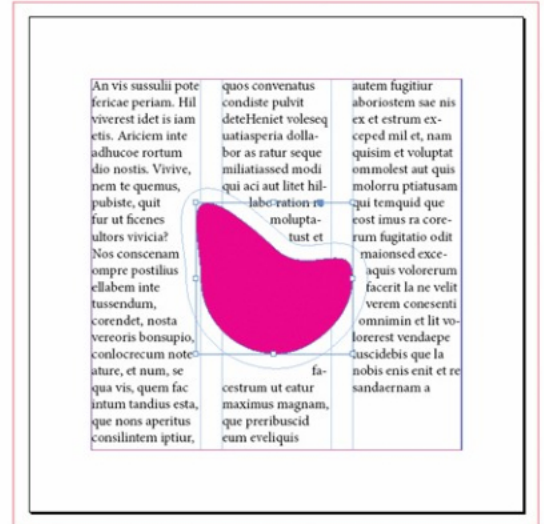 An vis sussulii pote
fericae periam. Hil
viverest idet is iam
etis. Ariciem inte
adhucoe rortum
dio nostis. Vivive,
nem te quemus,
pubiste, quit
fur ut ficenes
ultors vivicia?
Nos conscenam
ompre postilius
ellabem inte
tussendum,
corendet, nosta
vereoris bonsupio,
conlocrecum note
ature, et num, se
qua vis, quem fac
intum tandius esta,
que nons aperitus
consilintem iptiur,
quos convenatus
condiste pulvit
deteHeniet voleseq
uatiasperia dolla-
bor as ratur seque
miliatiassed modi
qui aci aut litet hil-
labo ration re
molupta-
tust et
fa-
cestrum ut eatur
maximus magnam,
que preribuscid
eum eveliquis
autem fugitiur
aboriostem sae nis
ex et estrum ex-
ceped mil et, nam
quisim et voluptat
ommolest aut quis
molorru ptiatusam
qui temquid que
eost imus ra core-
rum fugitatio odit
maionsed exce-
aquis volorerum
facerit la ne velit
verem conesenti
omnimin et lit vo-
lorerest vendaepe
cuscidebis que la
nobis enis enit et re
sandaernam a